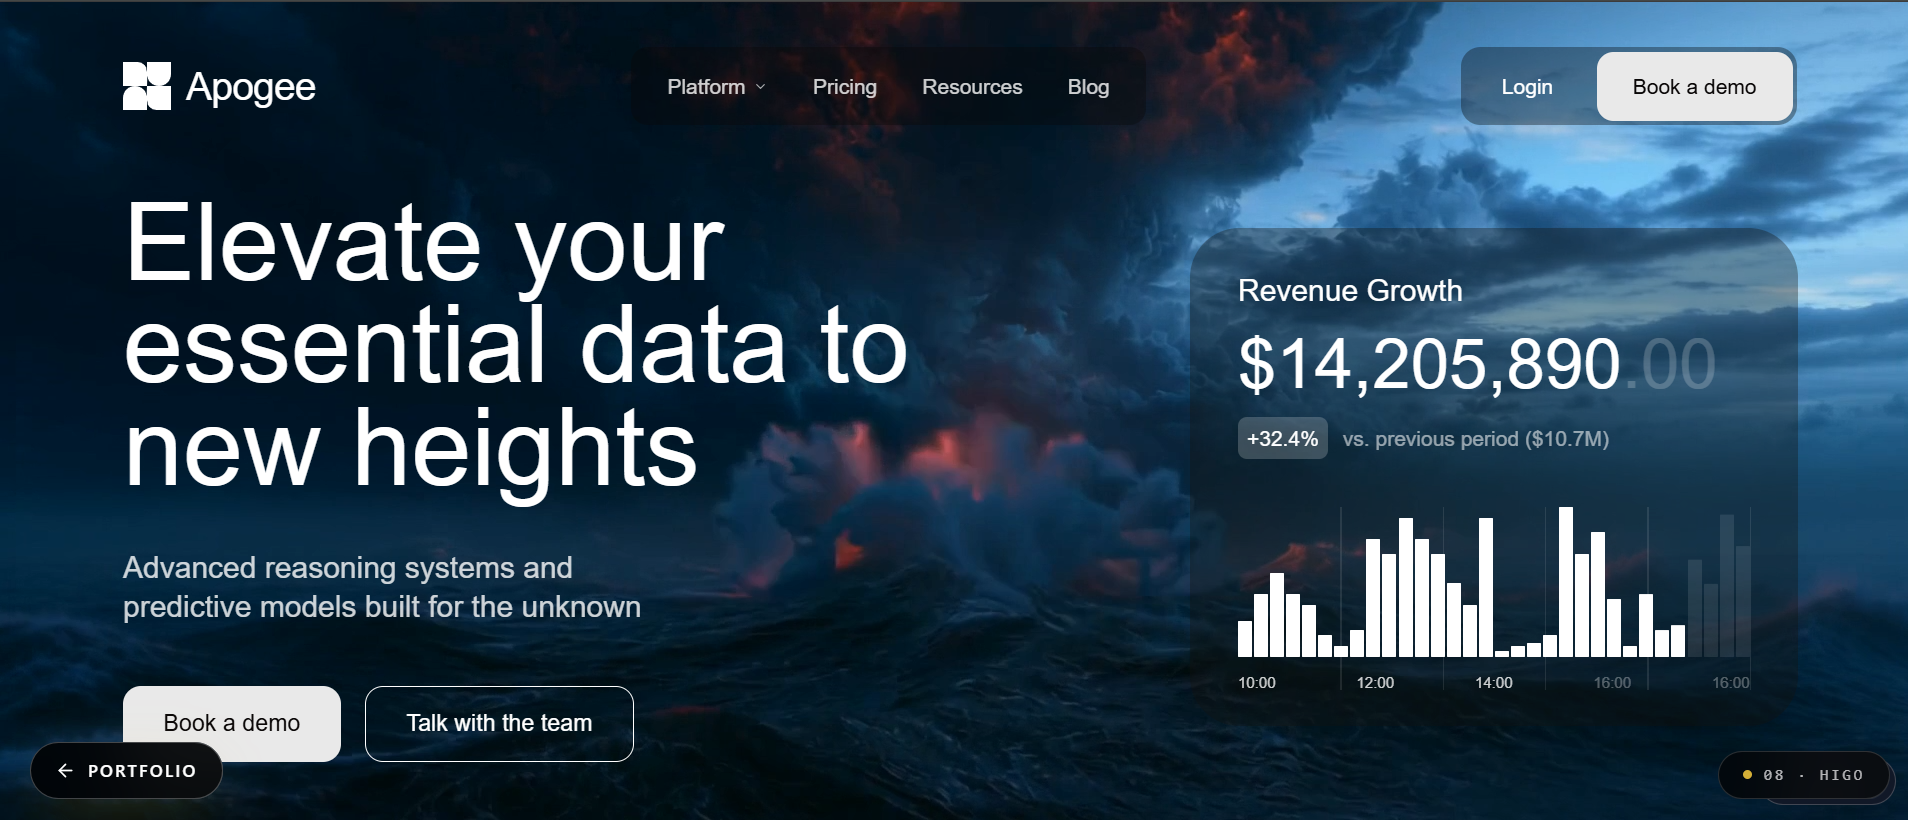 Apogee
Platform
Pricing
Resources
Blog
Login
Book a demo
Elevate your
essential data to
new heights
Advanced reasoning systems and
predictive models built for the unknown
Book a demo
Talk with the team
Revenue Growth
$14,205,890.00
+32.4% vs. previous period ($10.7M)
10:00 12:00 14:00 16:00 16:00
← PORTFOLIO
08 · HIGO